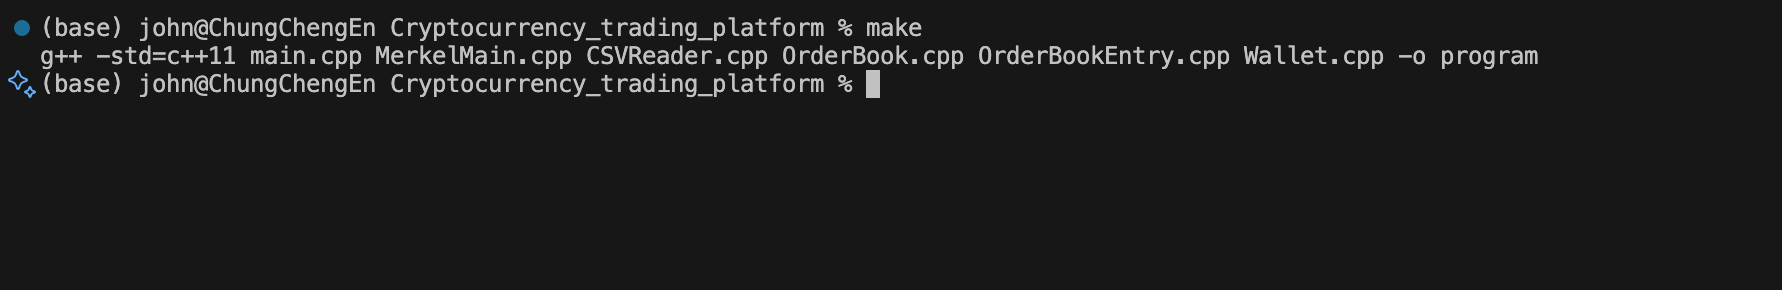 (base) john@ChungChengEn Cryptocurrency_trading_platform % make
g++ -std=c++11 main.cpp MerkelMain.cpp CSVReader.cpp OrderBook.cpp OrderBookEntry.cpp Wallet.cpp -o program
(base) john@ChungChengEn Cryptocurrency_trading_platform %